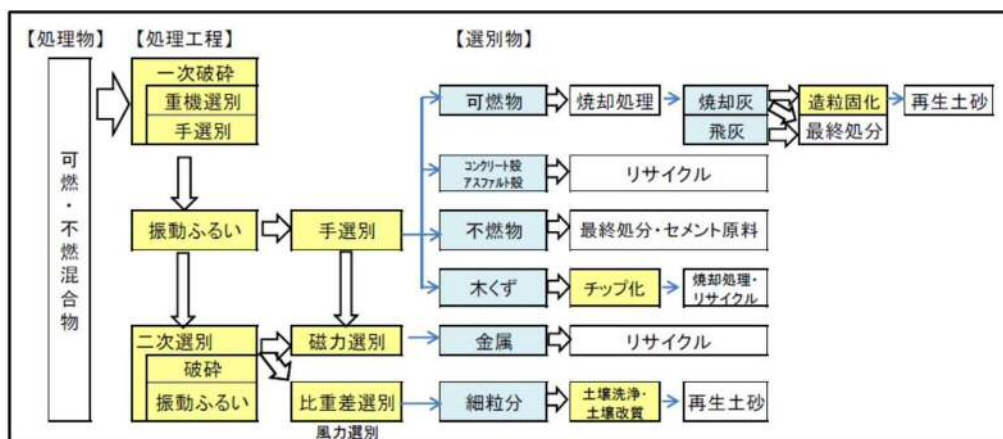 【処理物】
【処理工程】
【選別物】
可燃・不燃混合物
一次破砕
重機選別
手選別
振動ふるい
手選別
二次選別
破砕
振動ふるい
磁力選別
比重差選別
風力選別
可燃物
焼却処理
焼却灰
飛灰
造粒固化
再生土砂
最終処分
コンクリート殻
アスファルト殻
リサイクル
不燃物
最終処分・セメント原料
木くず
チップ化
焼却処理・
リサイクル
金属
リサイクル
細粒分
土壌洗浄・
土壌改質
再生土砂